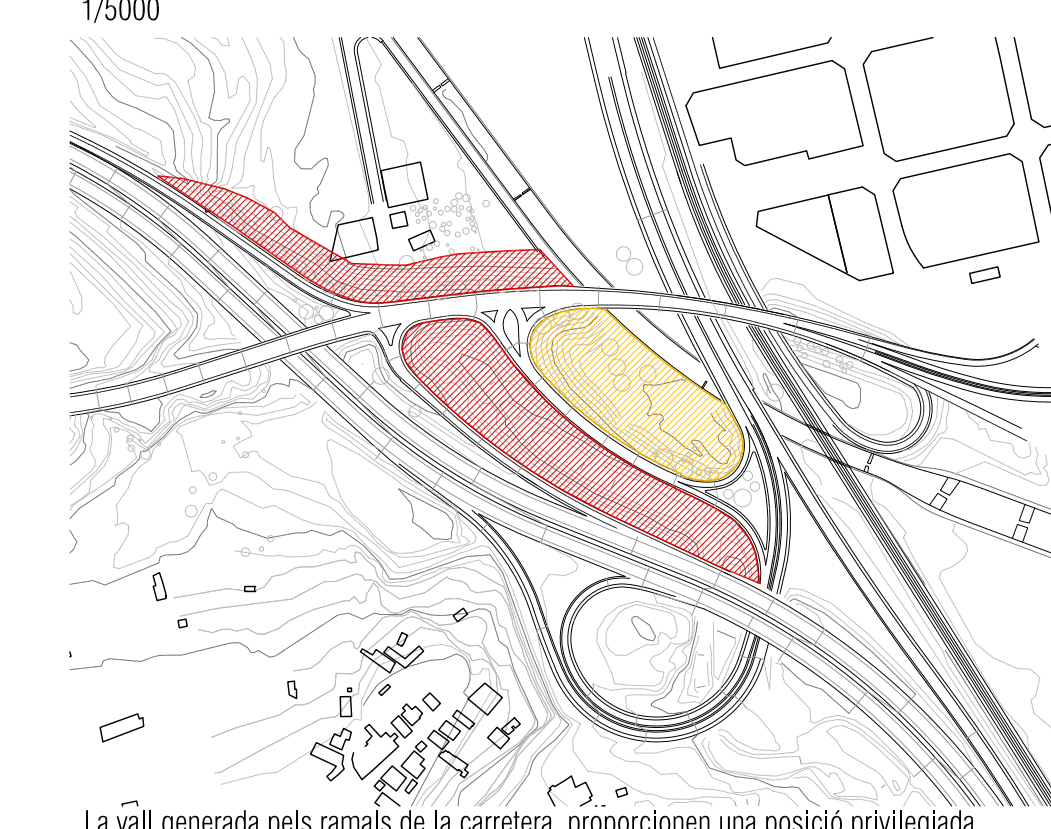 1/5000
La vall generada pels ramals de la carretera, proporcionen una posició privilegiada